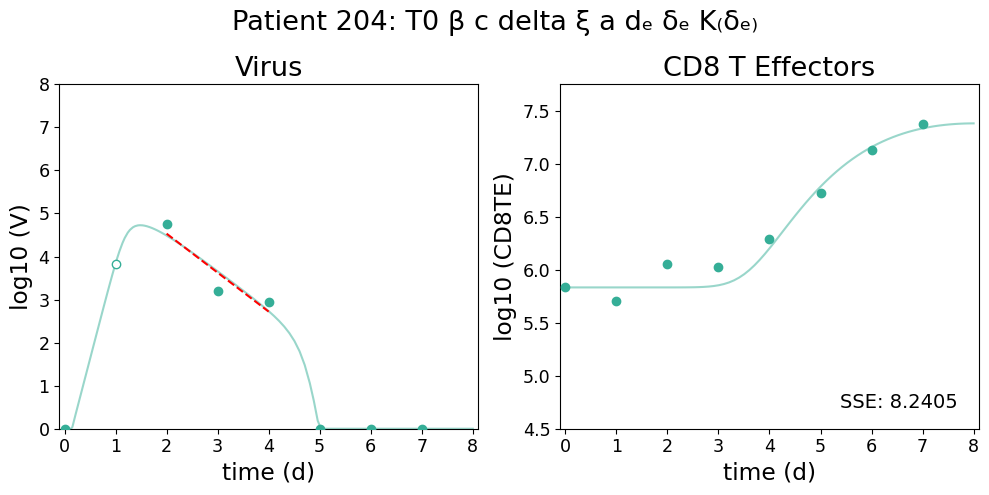 Patient 204: T0 β c delta ξ a dₑ δₑ K₍δₑ₎
Virus
CD8 T Effectors
8
7
6
5
4
3
2
1
0
log10 (V)
0 1 2 3 4 5 6 7 8
time (d)
7.5
7.0
6.5
6.0
5.5
5.0
4.5
log10 (CD8TE)
SSE: 8.2405
0 1 2 3 4 5 6 7 8
time (d)